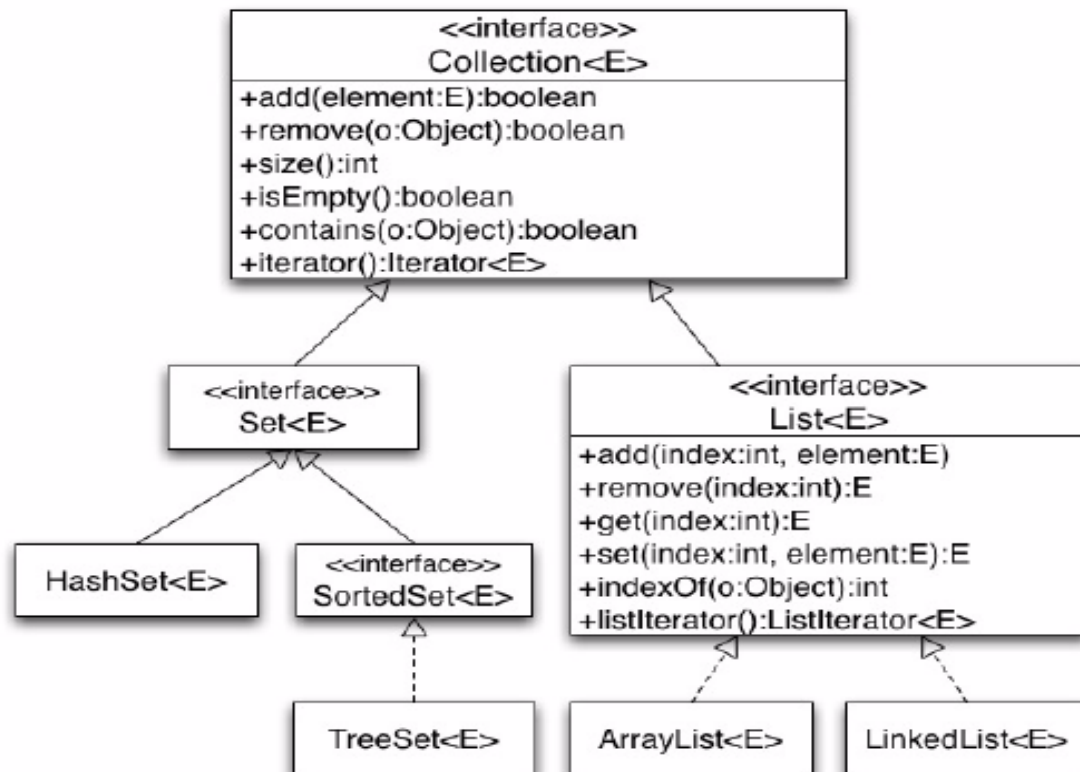 <<interface>>
Collection<E>
+add(element:E):boolean
+remove(o:Object):boolean
+size():int
+isEmpty():boolean
+contains(o:Object):boolean
+iterator():Iterator<E>
<<interface>>
Set<E>
<<interface>>
List<E>
+add(index:int, element:E)
+remove(index:int):E
+get(index:int):E
+set(index:int, element:E):E
+indexOf(o:Object):int
+listIterator():ListIterator<E>
HashSet<E>
<<interface>>
SortedSet<E>
TreeSet<E>
ArrayList<E>
LinkedList<E>